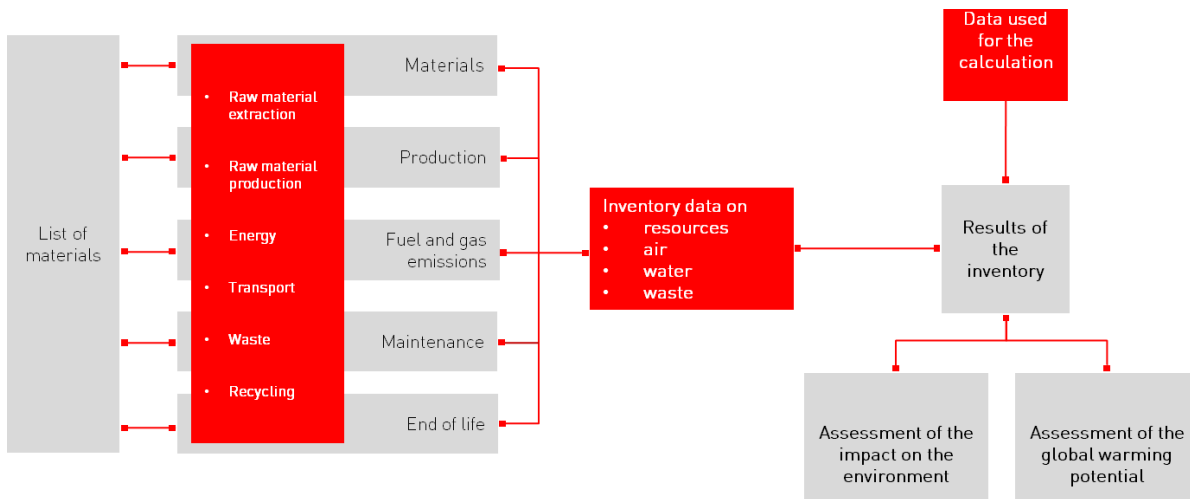 List of
materials
• Raw material
extraction
• Raw material
production
• Energy
• Transport
• Waste
• Recycling
Materials
Production
Fuel and gas
emissions
Maintenance
End of life
Inventory data on
• resources
• air
• water
• waste
Data used
for the
calculation
Results of
the
inventory
Assessment of the
impact on the
environment
Assessment of the
global warming
potential